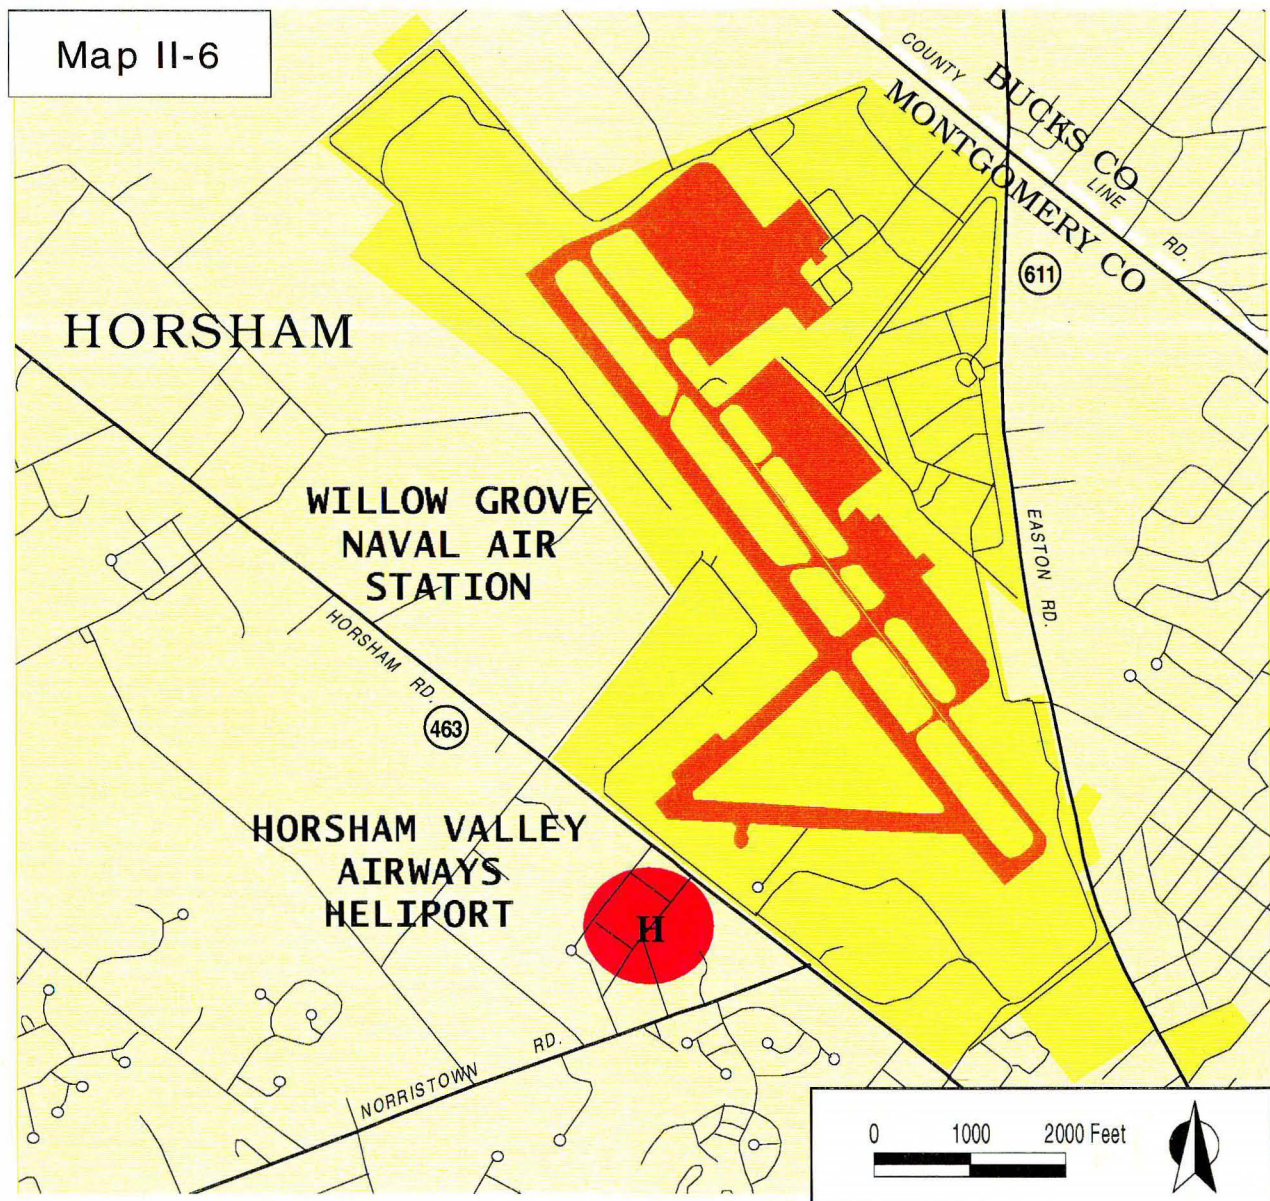 Map II-6
COUNTY
LINE
RD.
BUCKS CO
MONTGOMERY CO
611
HORSHAM
WILLOW GROVE
NAVAL AIR
STATION
EASTON RD.
HORSHAM RD.
463
HORSHAM VALLEY
AIRWAYS
HELIPORT
H
NORRISTOWN RD.
0 1000 2000 Feet